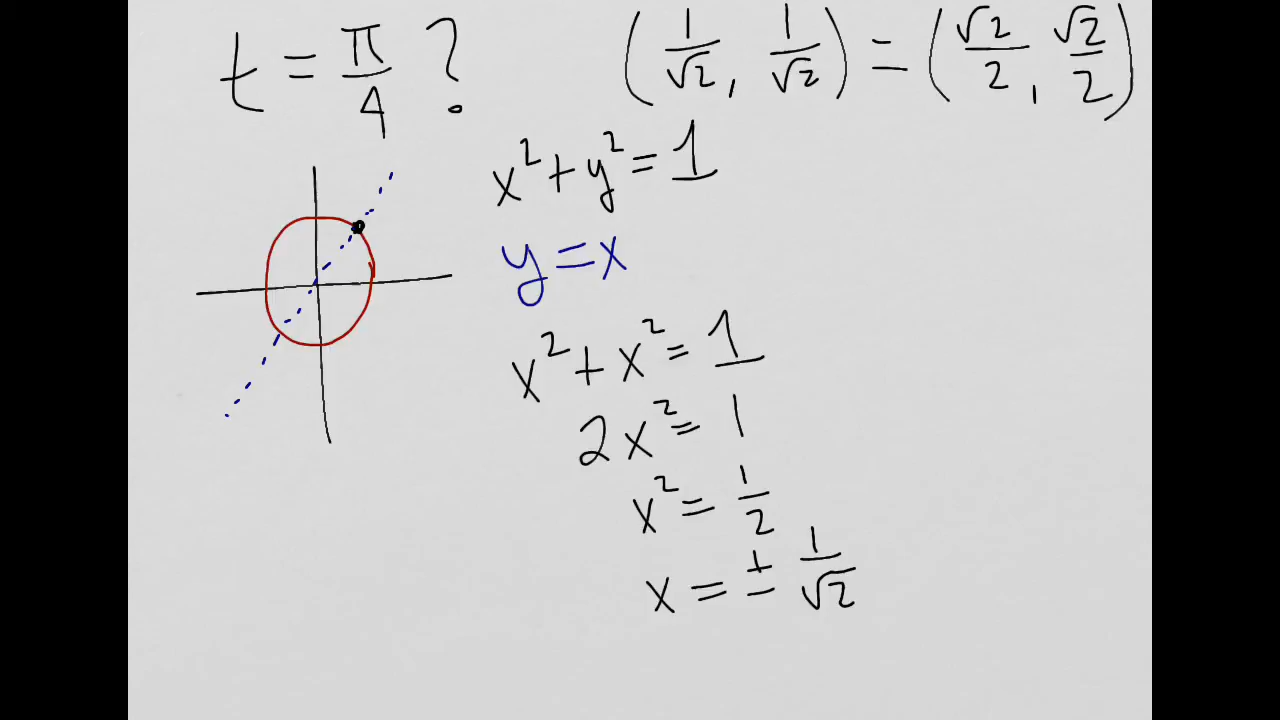 t = π/4 ?
(1/√2, 1/√2) = (√2/2, √2/2)
x² + y² = 1
y = x
x² + x² = 1
2x² = 1
x² = 1/2
x = ± 1/√2